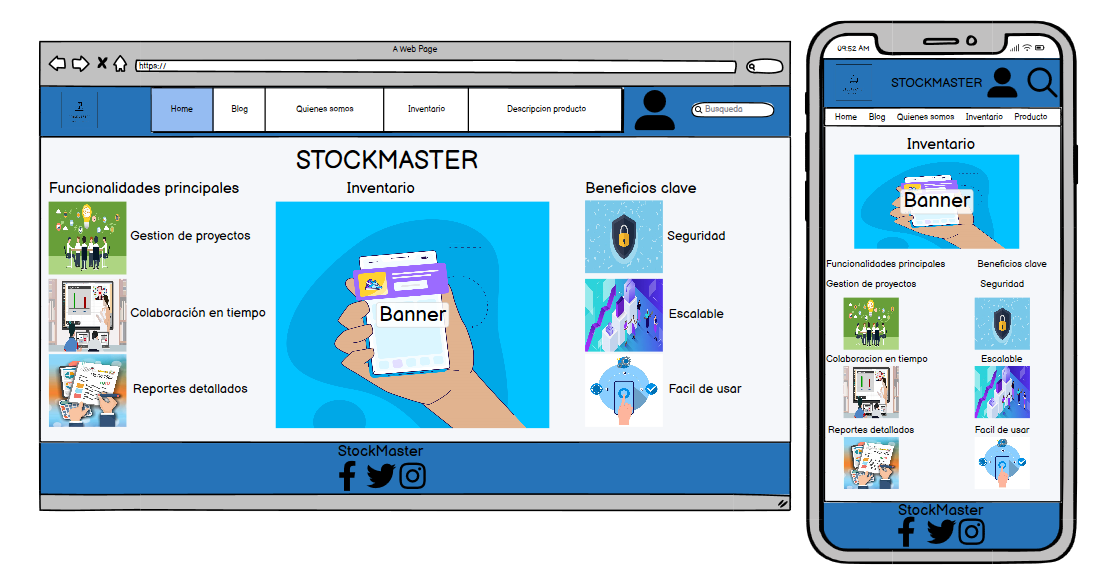 A Web Page
https://
Home
Blog
Quienes somos
Inventario
Descripcion producto
Busqueda
STOCKMASTER
Funcionalidades principales
Inventario
Beneficios clave
Gestion de proyectos
Seguridad
Colaboración en tiempo
Banner
Escalable
Reportes detallados
Facil de usar
StockMaster
09:52 AM
STOCKMASTER
Home Blog Quienes somos Inventario Producto
Inventario
Banner
Funcionalidades principales
Beneficios clave
Gestion de proyectos
Seguridad
Colaboracion en tiempo
Escalable
Reportes detallados
Facil de usar
StockMaster